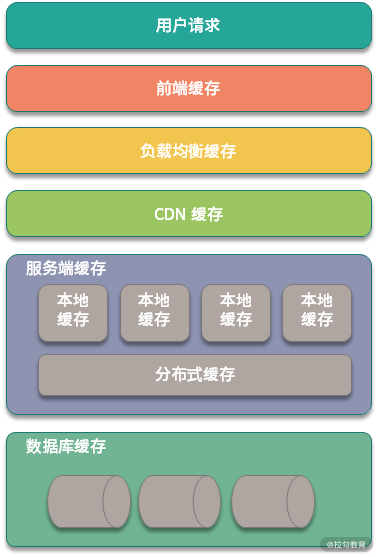 用户请求
前端缓存
负载均衡缓存
CDN 缓存
服务端缓存
本地
缓存
本地
缓存
本地
缓存
本地
缓存
分布式缓存
数据库缓存
@拉勾教育